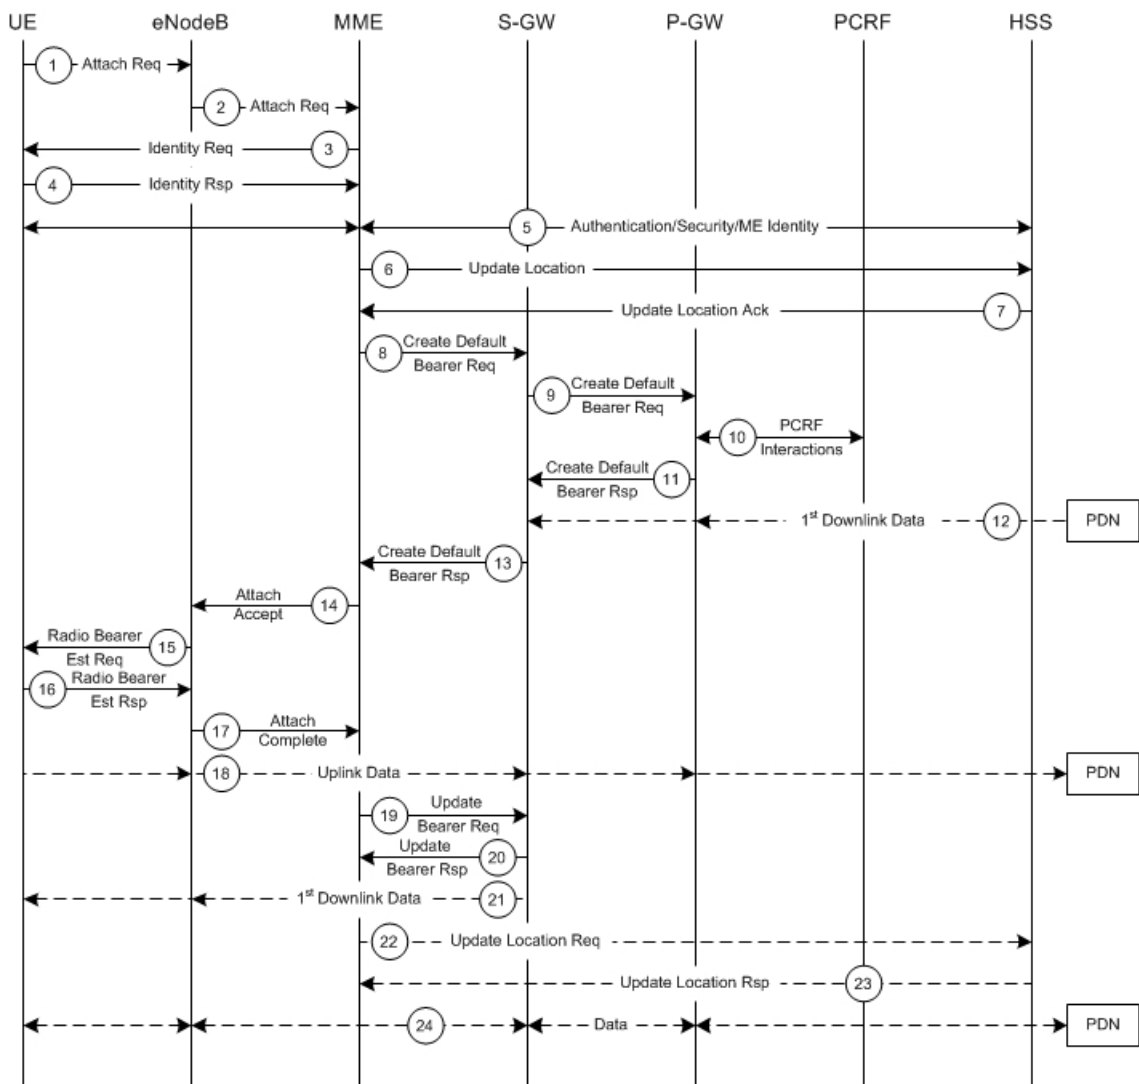 UE eNodeB MME S-GW P-GW PCRF HSS
1 Attach Req
2 Attach Req
Identity Req 3
4 Identity Rsp
5 Authentication/Security/ME Identity
6 Update Location
Update Location Ack 7
8 Create Default
Bearer Req
9 Create Default
Bearer Req
10 PCRF
Interactions
Create Default 11
Bearer Rsp
1st Downlink Data 12 PDN
Create Default 13
Bearer Rsp
Attach 14
Accept
Radio Bearer 15
Est Req
16 Radio Bearer
Est Rsp
17 Attach
Complete
18 Uplink Data PDN
19 Update
Bearer Req
Update 20
Bearer Rsp
1st Downlink Data 21
22 Update Location Req
Update Location Rsp 23
24 Data PDN